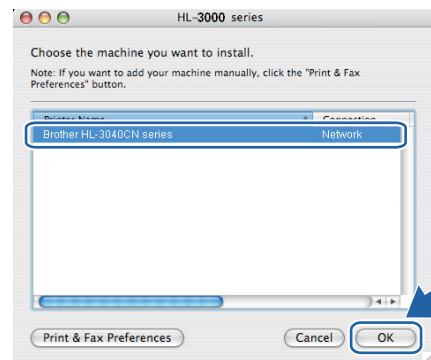 HL-3000 series
Choose the machine you want to install.
Note: If you want to add your machine manually, click the "Print & Fax
Preferences" button.
Printer Name Connection
Brother HL-3040CN series Network
Print & Fax Preferences Cancel OK